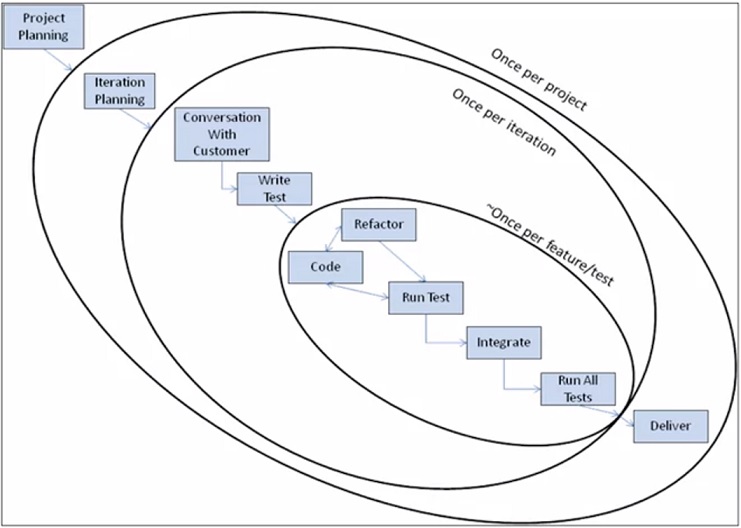 Project
Planning
Iteration
Planning
Conversation
With
Customer
Write
Test
Refactor
Code
Run Test
Integrate
Run All
Tests
Deliver
Once per project
Once per iteration
~Once per feature/test